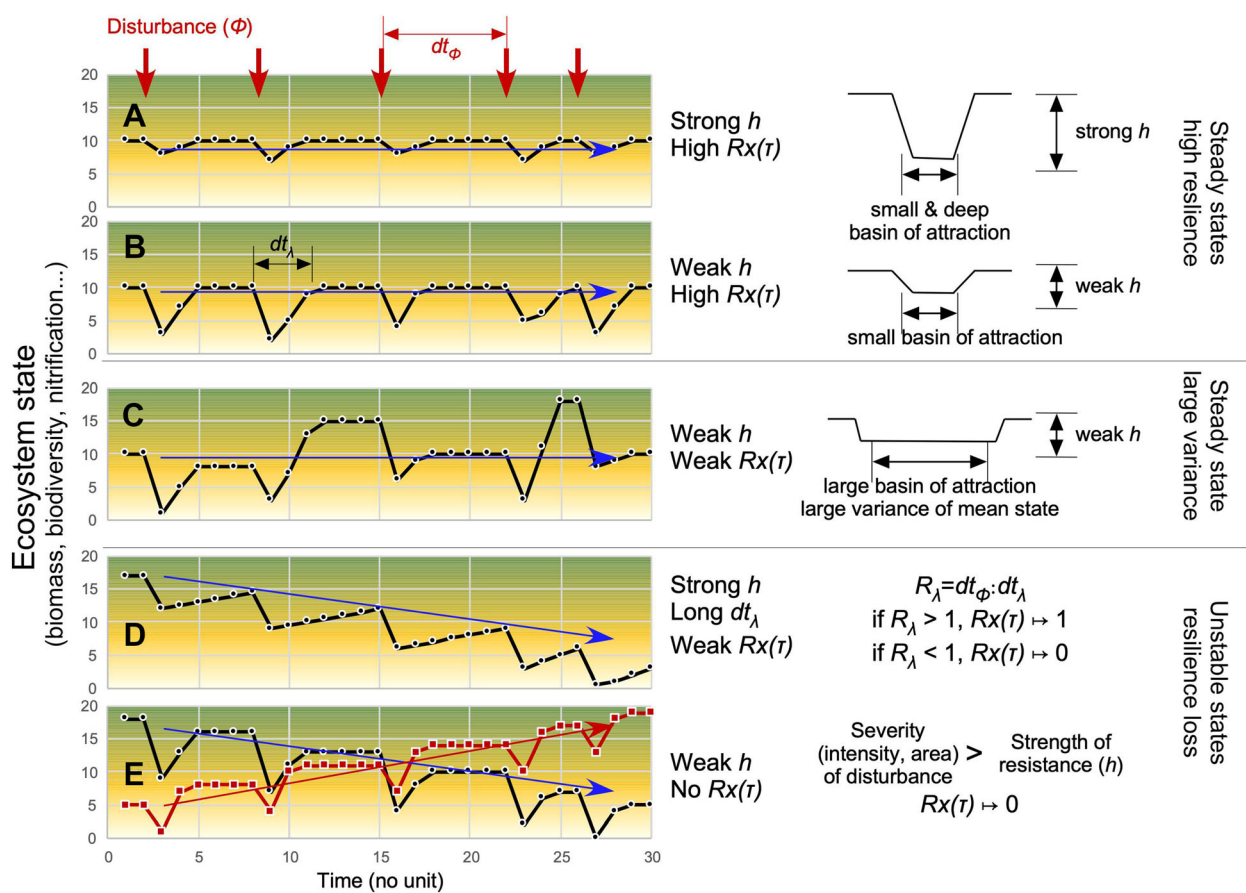 Disturbance (Φ)
dtΦ
20
15
10
5
0
A
Strong h
High Rx(τ)
strong h
small & deep
basin of attraction
Steady states
high reslience
20
15
10
5
0
B
dtλ
Weak h
High Rx(τ)
weak h
small basin of attraction
Ecosystem state
(biomass, biodiversity, nitrification...)
20
15
10
5
0
C
Weak h
Weak Rx(τ)
weak h
large basin of attraction
large variance of mean state
Steady state
large variance
20
15
10
5
0
D
Strong h
Long dtλ
Weak Rx(τ)
Rλ=dtΦ:dtλ
if Rλ > 1, Rx(τ) ↦ 1
if Rλ < 1, Rx(τ) ↦ 0
Unstable states
resilience loss
20
15
10
5
0
E
Weak h
No Rx(τ)
Severity
(intensity, area)
of disturbance
>
Strength of
resistance (h)
Rx(τ) ↦ 0
0 5 10 15 20 25 30
Time (no unit)